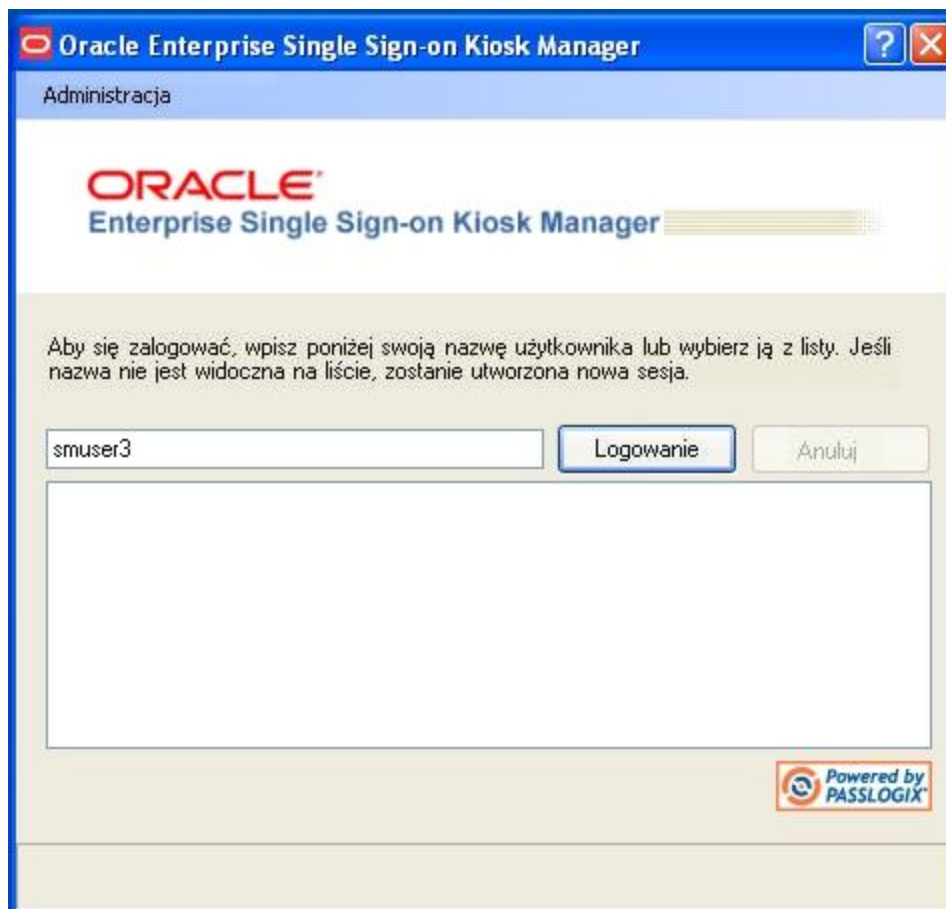 Oracle Enterprise Single Sign-on Kiosk Manager
Administracja
ORACLE
Enterprise Single Sign-on Kiosk Manager
Aby się zalogować, wpisz poniżej swoją nazwę użytkownika lub wybierz ją z listy. Jeśli
nazwa nie jest widoczna na liście, zostanie utworzona nowa sesja.
smuser3 Logowanie Anuluj
Powered by
PASSLOGIX